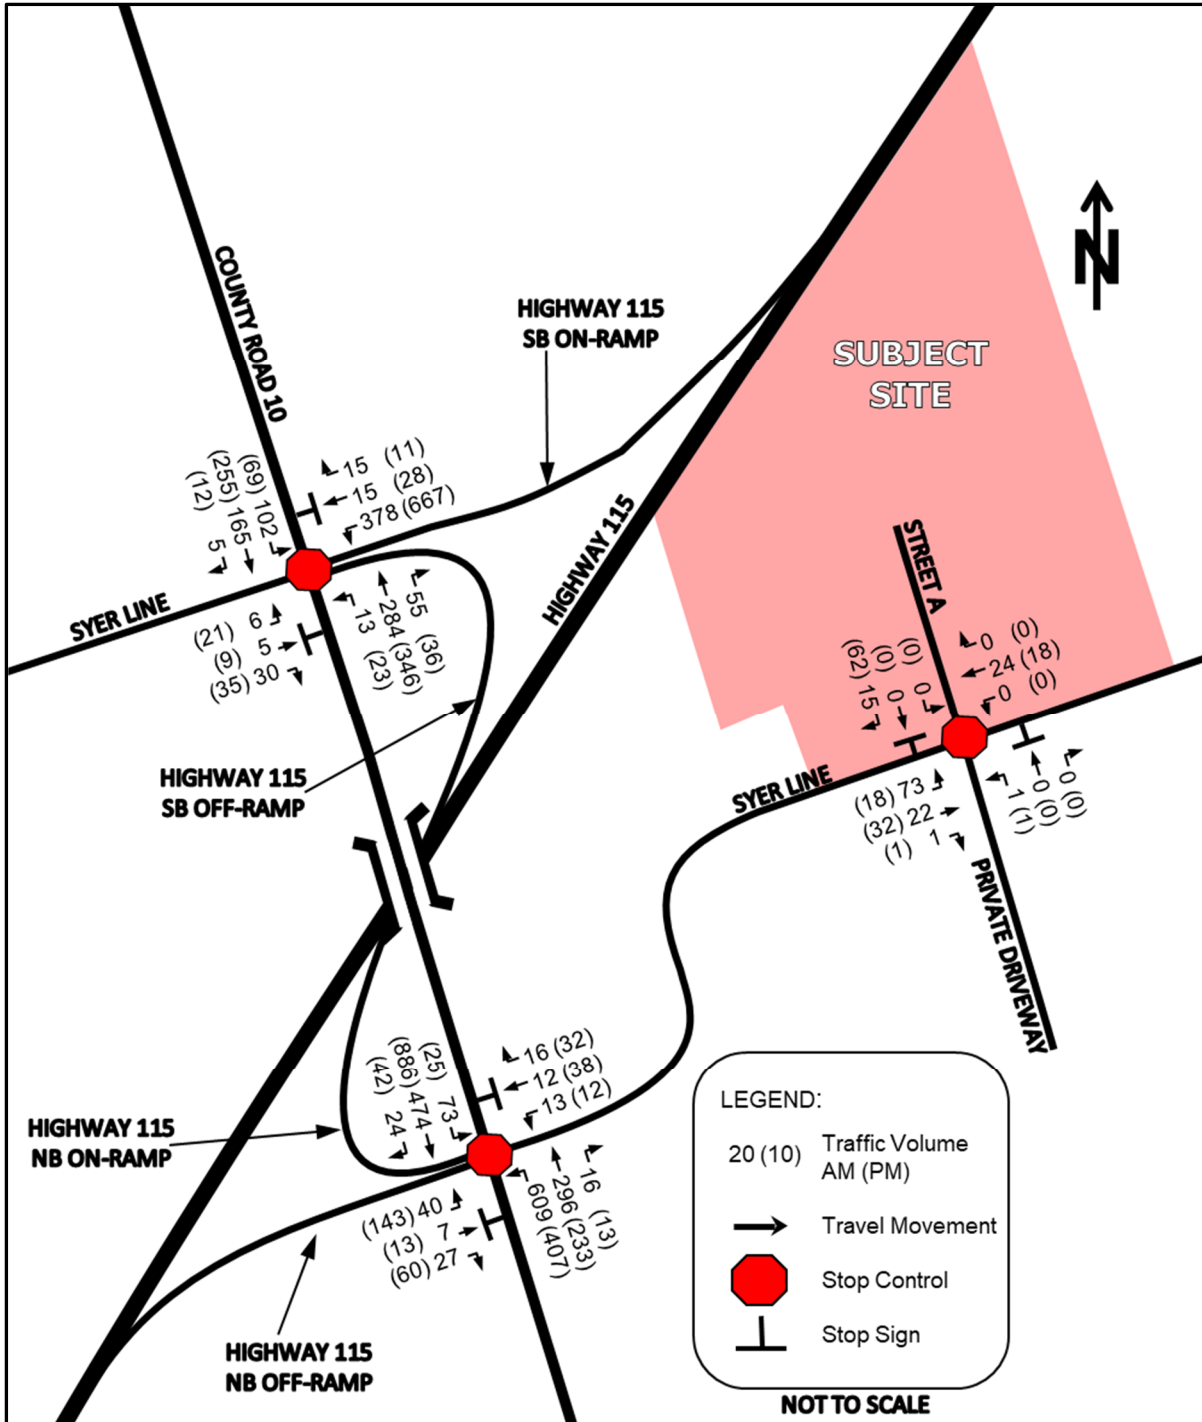 COUNTY ROAD 10
HIGHWAY 115
SB ON-RAMP
N
SUBJECT
SITE
HIGHWAY 115
STREET A
(12)
(255)
(69)
5
165
102
15 (11)
15 (28)
378 (667)
SYER LINE
(21) 6
(9) 5
(35) 30
13 (23)
284 (346)
55 (36)
HIGHWAY 115
SB OFF-RAMP
(62) 15
(0) 0
(0) 0
0 (0)
24 (18)
0 (0)
SYER LINE
(18) 73
(32) 22
(1) 1
1 (1)
0 (0)
0 (0)
PRIVATE DRIVEWAY
(42) 24
(886) 474
(25) 73
16 (32)
12 (38)
13 (12)
HIGHWAY 115
NB ON-RAMP
(143) 40
(13) 7
(60) 27
609 (407)
296 (233)
16 (13)
HIGHWAY 115
NB OFF-RAMP
LEGEND:
20 (10) Traffic Volume
AM (PM)
Travel Movement
Stop Control
Stop Sign
NOT TO SCALE